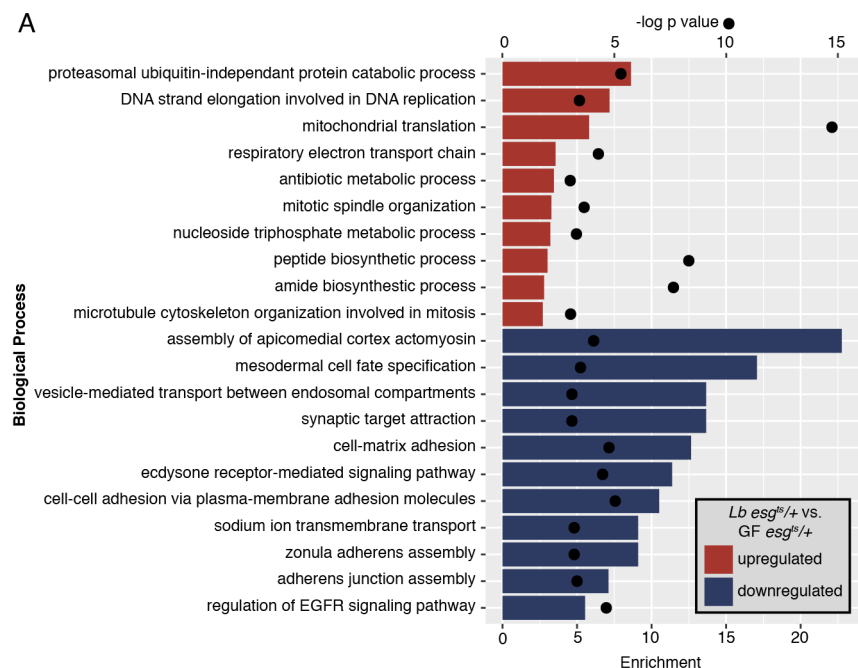 A
-log p value
0 5 10 15
proteasomal ubiquitin-independant protein catabolic process
DNA strand elongation involved in DNA replication
mitochondrial translation
respiratory electron transport chain
antibiotic metabolic process
mitotic spindle organization
nucleoside triphosphate metabolic process
peptide biosynthetic process
amide biosynthestic process
microtubule cytoskeleton organization involved in mitosis
assembly of apicomedial cortex actomyosin
mesodermal cell fate specification
vesicle-mediated transport between endosomal compartments
synaptic target attraction
cell-matrix adhesion
ecdysone receptor-mediated signaling pathway
cell-cell adhesion via plasma-membrane adhesion molecules
sodium ion transmembrane transport
zonula adherens assembly
adherens junction assembly
regulation of EGFR signaling pathway
Biological Process
Lb esgts/+ vs.
GF esgts/+
upregulated
downregulated
0 5 10 15 20
Enrichment